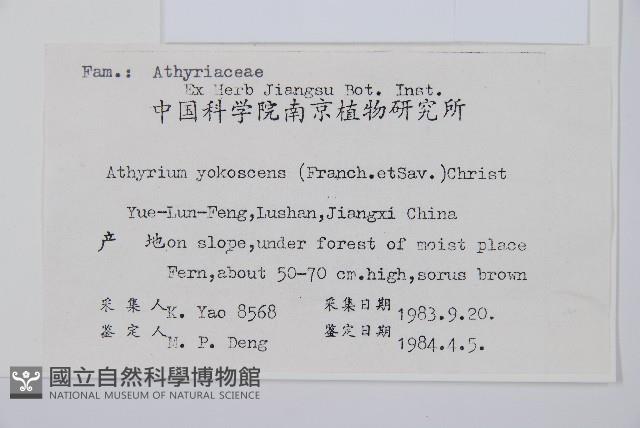 Fam.: Athyriaceae
Ex Herb Jiangsu Bot. Inst.
中国科学院南京植物研究所
Athyrium yokoscens (Franch.etSav.)Christ
Yue-Lun-Feng,Lushan,Jiangxi China
产 地on slope,under forest of moist place
Fern,about 50-70 cm.high,sorus brown
采 集 人K. Yao 8568 采集日期1983.9.20.
鉴 定 人M. P. Deng 鉴定日期1984.4.5.
國立自然科學博物館
NATIONAL MUSEUM OF NATURAL SCIENCE